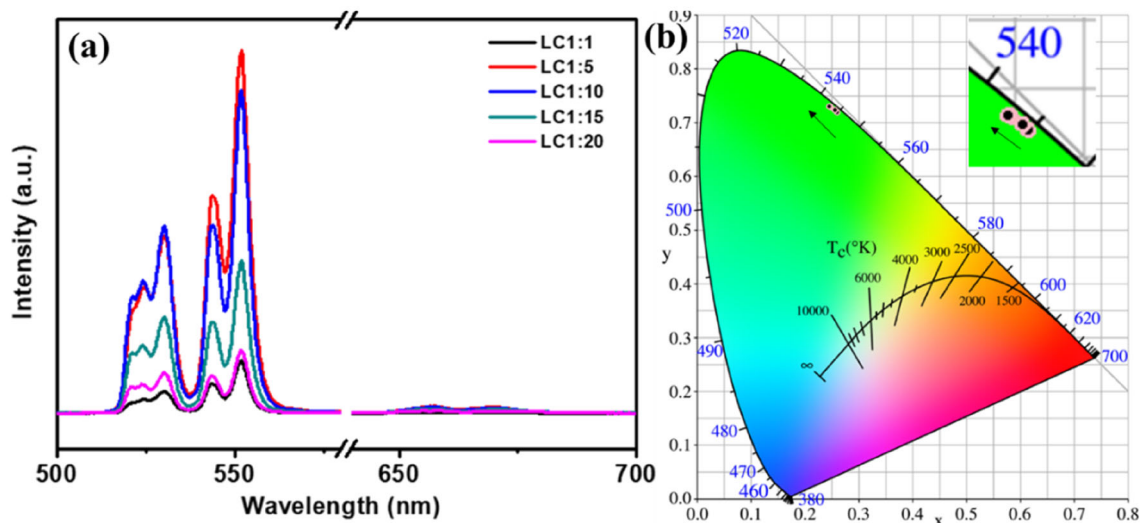 (a)
LC1:1
LC1:5
LC1:10
LC1:15
LC1:20
Intensity (a.u.)
500 550 650 700
Wavelength (nm)
(b)
0.9
0.8
0.7
0.6
0.5
y
0.4
0.3
0.2
0.1
0.0
0.0 0.1 0.2 0.3 0.4 0.5 0.6 0.7 0.8
x
520
540
560
580
600
620
700
500
490
480
470
460
380
540
Tc(°K)
∞
10000
6000
4000
3000
2500
2000
1500